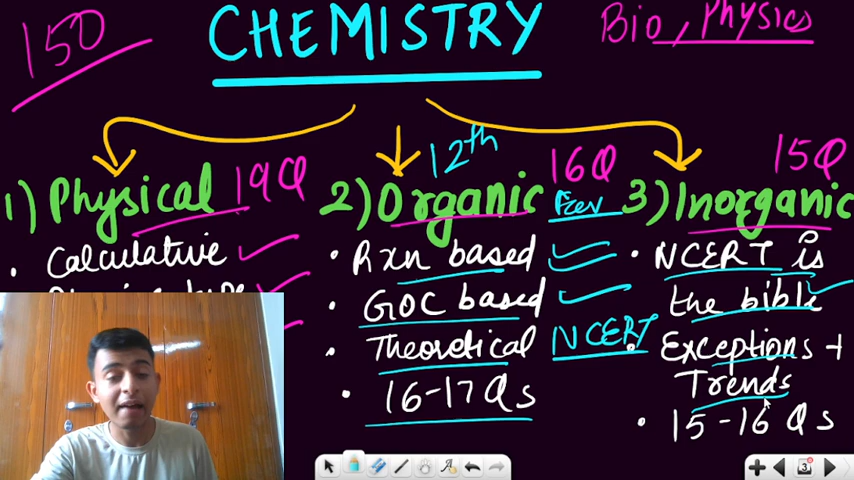 150
CHEMISTRY
Bio, Physics
1) Physical 19Q
• Calculative
12th
2) Organic 16Q
• Rxn based
• GOC based
• Theoretical NCERT
• 16-17 Qs
15Q
3) Inorganic
• NCERT is
the bible
• Exceptions +
Trends
• 15-16 Qs
3